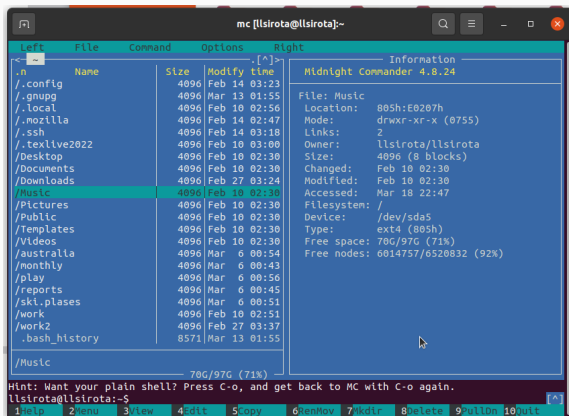 mc [llsirota@llsirota]:~
Left File Command Options Right
<- ~ .[^]>
.n Name Size Modify time
/.config 4096 Feb 14 03:23
/.gnupg 4096 Mar 13 01:55
/.local 4096 Feb 10 02:56
/.mozilla 4096 Feb 14 02:47
/.ssh 4096 Feb 14 03:18
/.texlive2022 4096 Feb 10 03:00
/Desktop 4096 Feb 10 02:30
/Documents 4096 Feb 10 02:30
/Downloads 4096 Feb 27 03:24
/Music 4096 Feb 10 02:30
/Pictures 4096 Feb 10 02:30
/Public 4096 Feb 10 02:30
/Templates 4096 Feb 10 02:30
/Videos 4096 Feb 10 02:30
/australia 4096 Mar 6 00:54
/monthly 4096 Mar 6 00:43
/play 4096 Mar 6 00:56
/reports 4096 Mar 6 00:45
/ski.plases 4096 Mar 6 00:51
/work 4096 Feb 10 02:51
/work2 4096 Feb 27 03:37
.bash_history 8571 Mar 13 01:55
/Music
70G/97G (71%)
Information
Midnight Commander 4.8.24
File: Music
Location: 805h:E0207h
Mode: drwxr-xr-x (0755)
Links: 2
Owner: llsirota/llsirota
Size: 4096 (8 blocks)
Changed: Feb 10 02:30
Modified: Feb 10 02:30
Accessed: Mar 18 22:47
Filesystem: /
Device: /dev/sda5
Type: ext4 (805h)
Free space: 70G/97G (71%)
Free nodes: 6014757/6520832 (92%)
Hint: Want your plain shell? Press C-o, and get back to MC with C-o again.
llsirota@llsirota:~$ [^]
1Help 2Menu 3View 4Edit 5Copy 6RenMov 7Mkdir 8Delete 9PullDn 10Quit